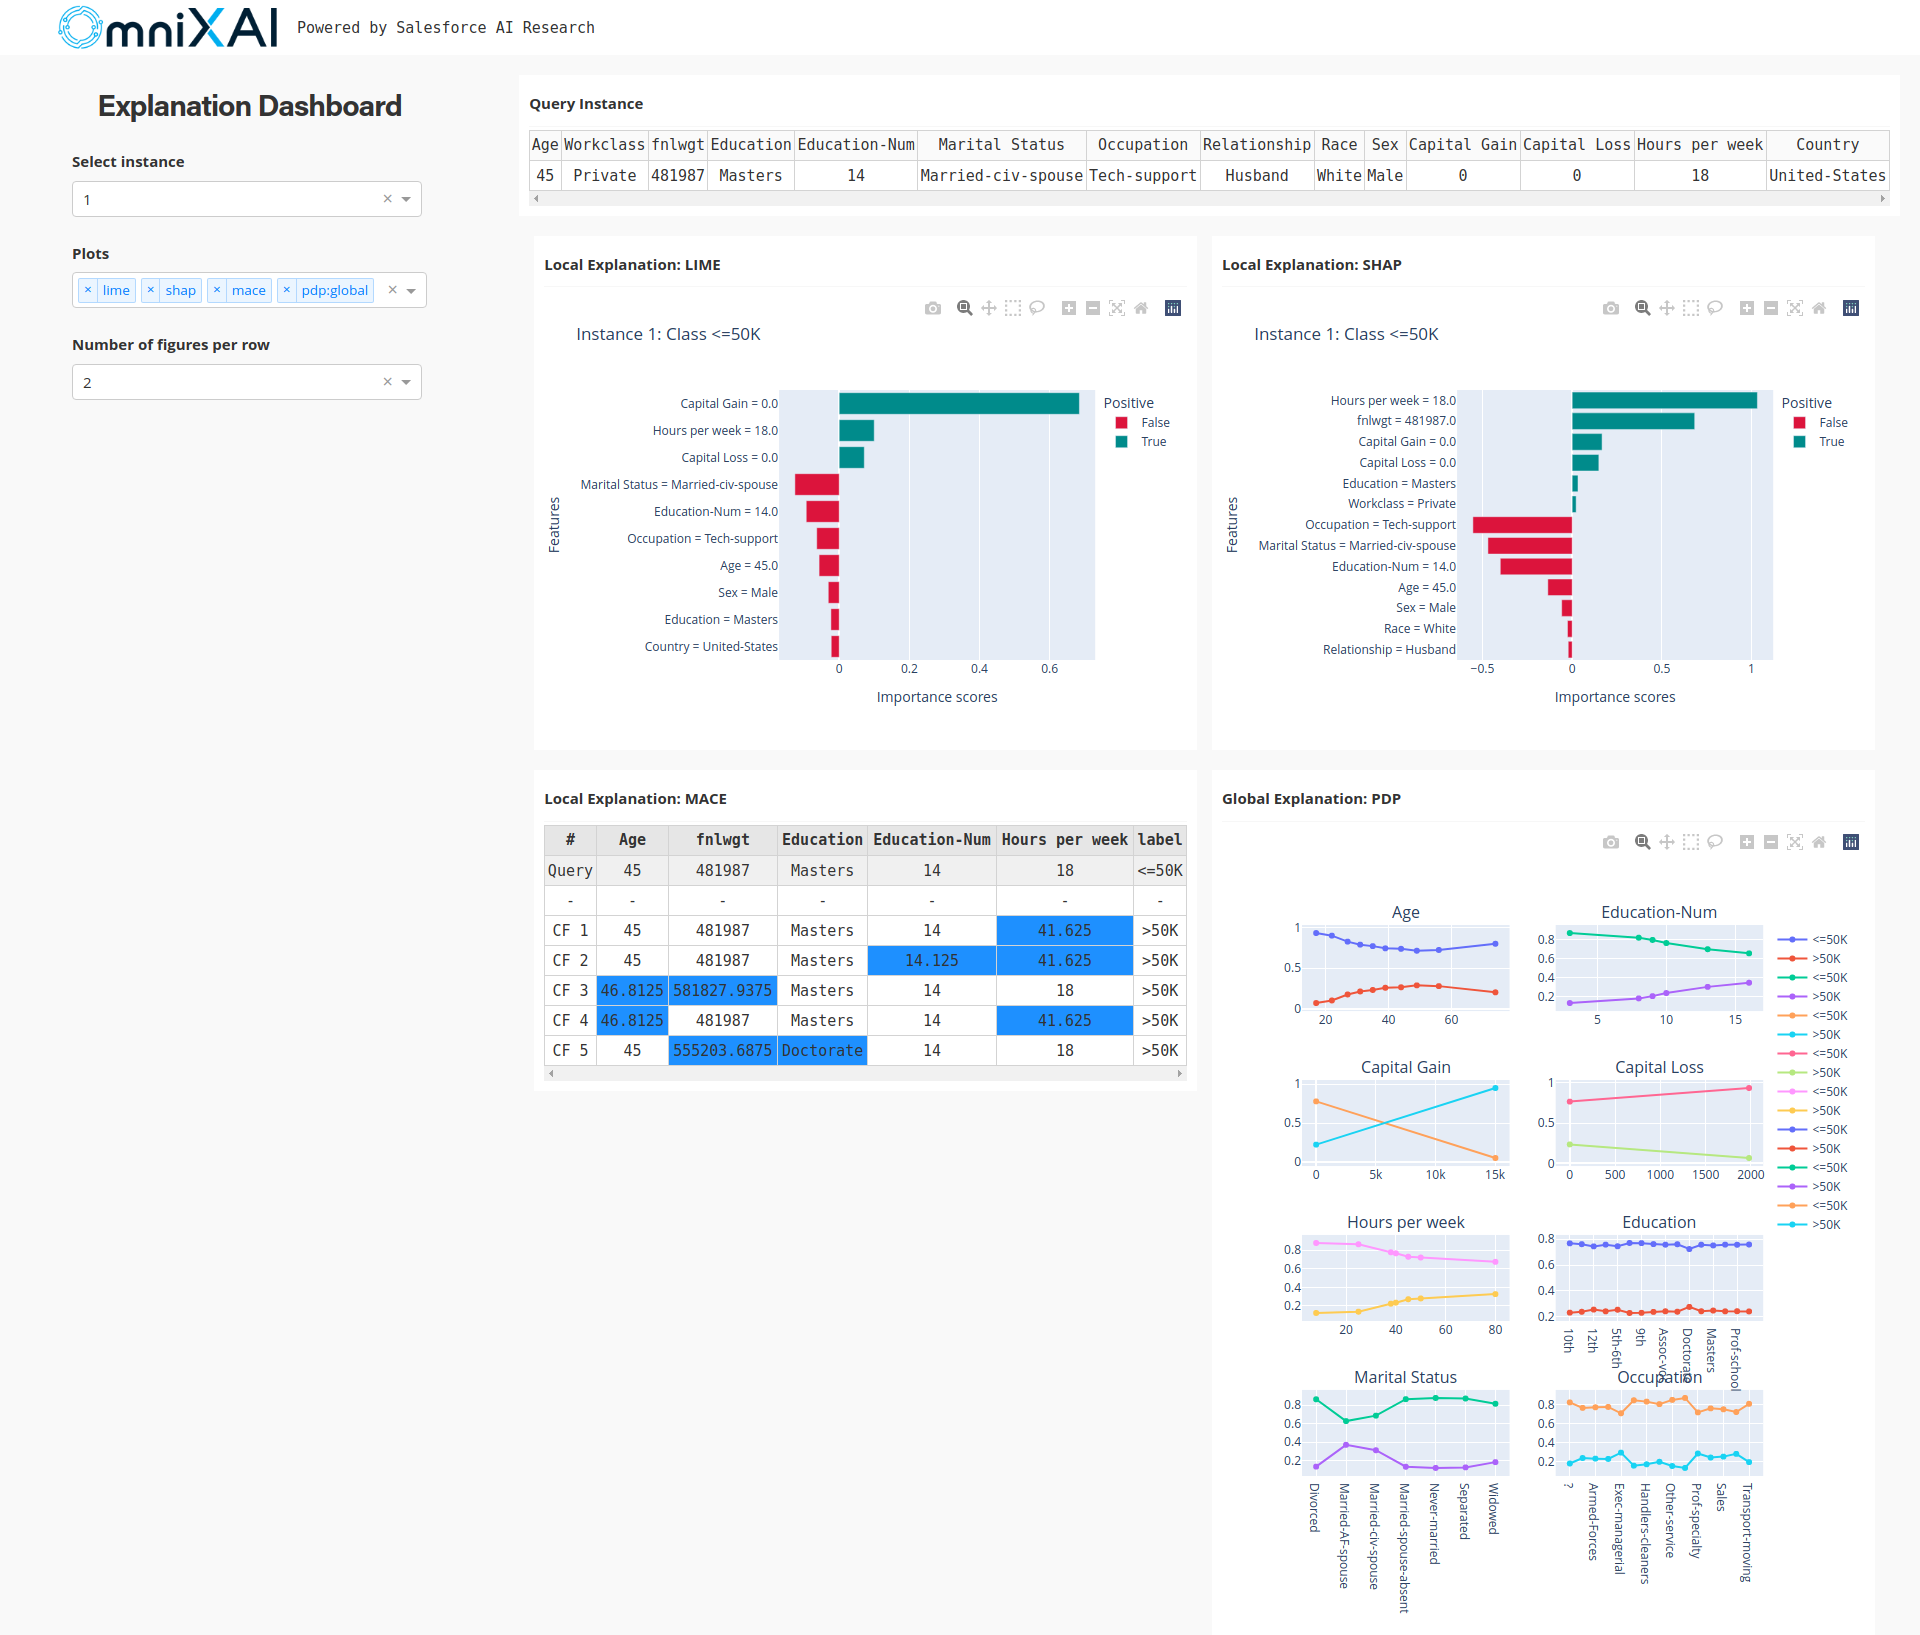 OmniXAI Powered by Salesforce AI Research
Explanation Dashboard
Select instance
1
Plots
× lime × shap × mace × pdp:global
Number of figures per row
2
Query Instance
Age Workclass fnlwgt Education Education-Num Marital Status Occupation Relationship Race Sex Capital Gain Capital Loss Hours per week Country
45 Private 481987 Masters 14 Married-civ-spouse Tech-support Husband White Male 0 0 18 United-States
Local Explanation: LIME
Instance 1: Class <=50K
Features
Capital Gain = 0.0
Hours per week = 18.0
Capital Loss = 0.0
Marital Status = Married-civ-spouse
Education-Num = 14.0
Occupation = Tech-support
Age = 45.0
Sex = Male
Education = Masters
Country = United-States
0 0.2 0.4 0.6
Importance scores
Positive
False
True
Local Explanation: SHAP
Instance 1: Class <=50K
Features
Hours per week = 18.0
fnlwgt = 481987.0
Capital Gain = 0.0
Capital Loss = 0.0
Education = Masters
Workclass = Private
Occupation = Tech-support
Marital Status = Married-civ-spouse
Education-Num = 14.0
Age = 45.0
Sex = Male
Race = White
Relationship = Husband
−0.5 0 0.5 1
Importance scores
Positive
False
True
Local Explanation: MACE
# Age fnlwgt Education Education-Num Hours per week label
Query 45 481987 Masters 14 18 <=50K
- - - - - - -
CF 1 45 481987 Masters 14 41.625 >50K
CF 2 45 481987 Masters 14.125 41.625 >50K
CF 3 46.8125 581827.9375 Masters 14 18 >50K
CF 4 46.8125 481987 Masters 14 41.625 >50K
CF 5 45 555203.6875 Doctorate 14 18 >50K
Global Explanation: PDP
Age
1
0.5
0
20 40 60
Education-Num
0.8
0.6
0.4
0.2
5 10 15
Capital Gain
1
0.5
0
0 5k 10k 15k
Capital Loss
1
0.5
0
0 500 1000 1500 2000
Hours per week
0.8
0.6
0.4
0.2
20 40 60 80
Education
0.8
0.6
0.4
0.2
10th
12th
5th-6th
9th
Assoc-voc
Doctorate
Masters
Prof-school
Marital Status
0.8
0.6
0.4
0.2
Divorced
Married-AF-spouse
Married-civ-spouse
Married-spouse-absent
Never-married
Separated
Widowed
Occupation
0.8
0.6
0.4
0.2
?
Armed-Forces
Exec-managerial
Handlers-cleaners
Other-service
Prof-specialty
Sales
Transport-moving
<=50K
>50K
<=50K
>50K
<=50K
>50K
<=50K
>50K
<=50K
>50K
<=50K
>50K
<=50K
>50K
<=50K
>50K